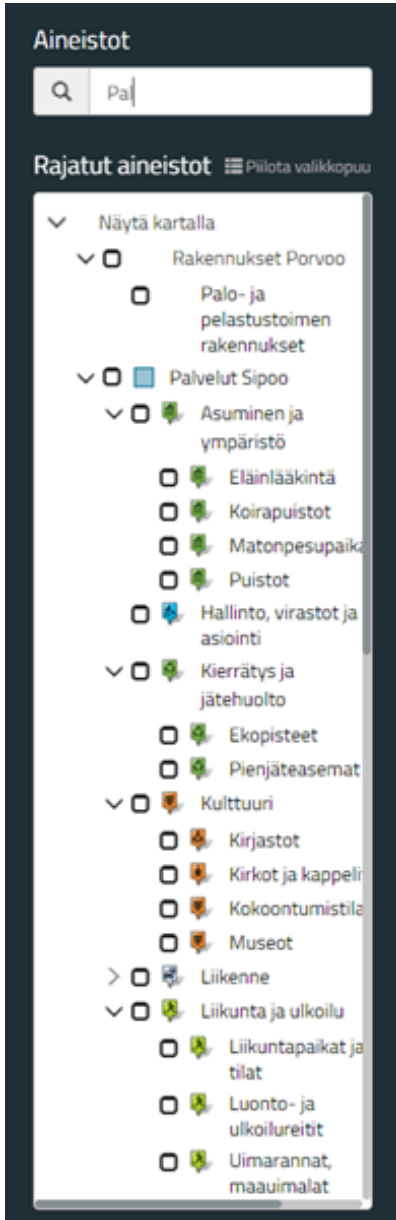 Aineistot
Pal
Rajatut aineistot Piilota valikkopuu
Näytä kartalla
Rakennukset Porvoo
Palo- ja
pelastustoimen
rakennukset
Palvelut Sipoo
Asuminen ja
ympäristö
Eläinlääkintä
Koirapuistot
Matonpesupaika
Puistot
Hallinto, virastot ja
asiointi
Kierrätys ja
jätehuolto
Ekopisteet
Pienjäteasemat
Kulttuuri
Kirjastot
Kirkot ja kappeli
Kokoontumistila
Museot
Liikenne
Liikunta ja ulkoilu
Liikuntapaikat ja
tilat
Luonto- ja
ulkoilureitit
Uimarannat,
maauimalat